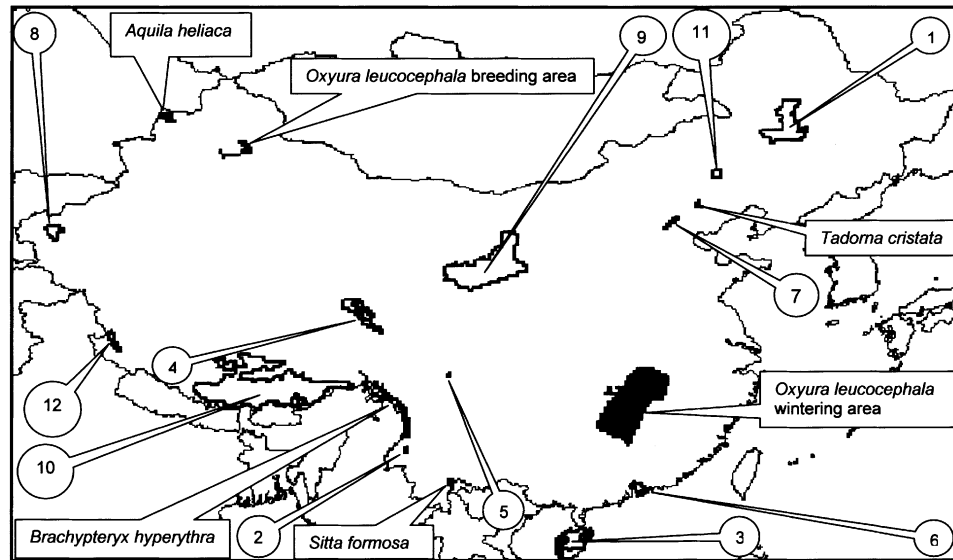 8
Aquila heliaca
9
11
1
Oxyura leucocephala breeding area
Tadorna cristata
7
4
12
Oxyura leucocephala
wintering area
10
Brachypteryx hyperythra
2
Sitta formosa
5
3
6